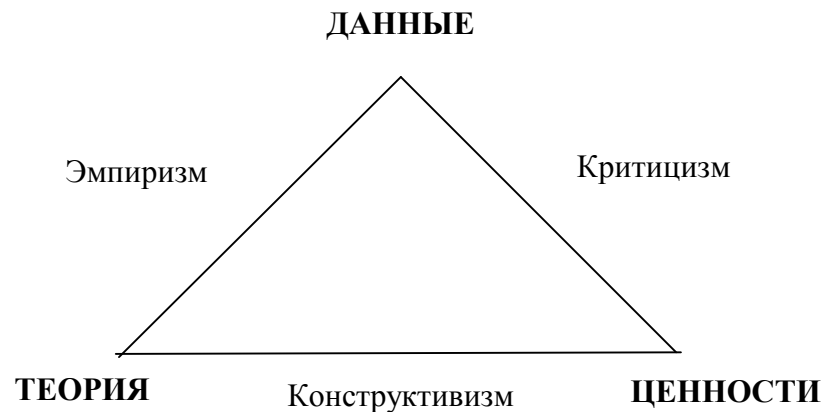 ДАННЫЕ
Эмпиризм
Критицизм
ТЕОРИЯ
Конструктивизм
ЦЕННОСТИ